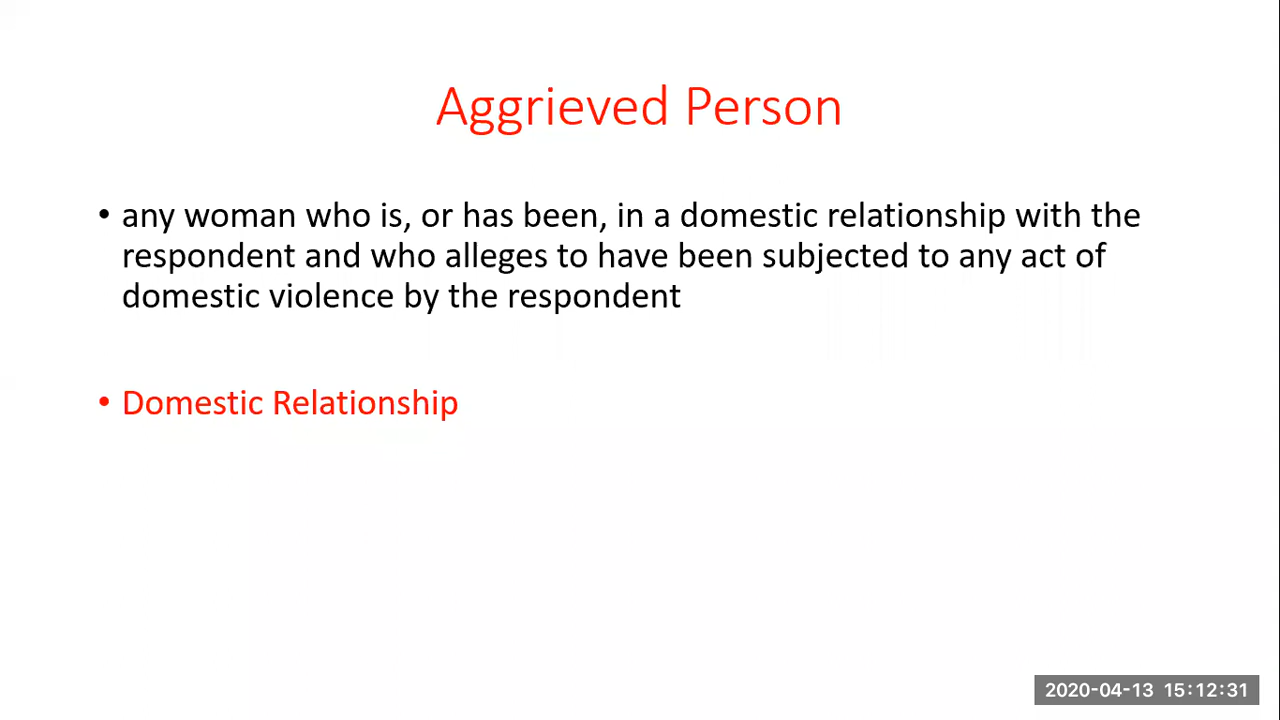 Aggrieved Person
• any woman who is, or has been, in a domestic relationship with the
respondent and who alleges to have been subjected to any act of
domestic violence by the respondent
• Domestic Relationship
2020-04-13 15:12:31